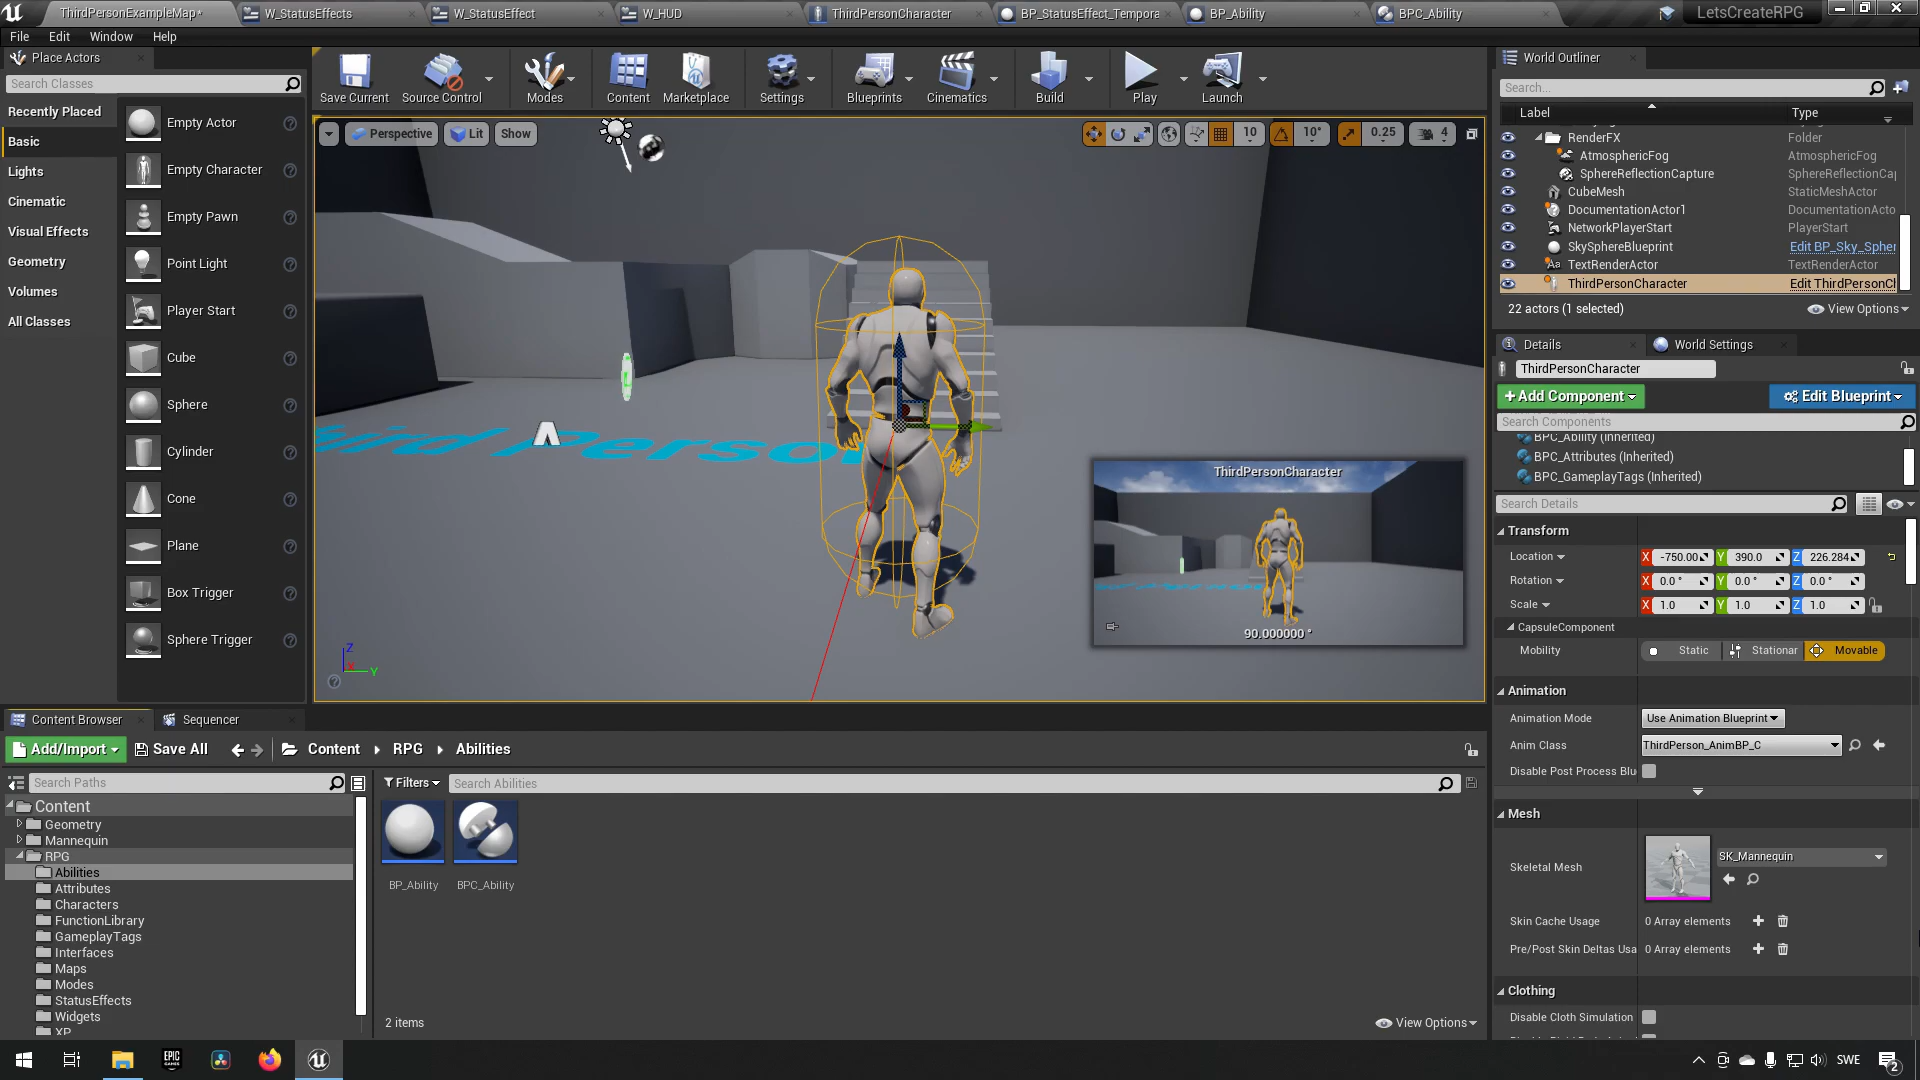 ThirdPersonExampleMap*
W_StatusEffects
W_StatusEffect
W_HUD
ThirdPersonCharacter
BP_StatusEffect_Tempora
BP_Ability
BPC_Ability
LetsCreateRPG
File
Edit
Window
Help
Place Actors
Search Classes
Recently Placed
Basic
Lights
Cinematic
Visual Effects
Geometry
Volumes
All Classes
Empty Actor
Empty Character
Empty Pawn
Point Light
Player Start
Cube
Sphere
Cylinder
Cone
Plane
Box Trigger
Sphere Trigger
Save Current
Source Control
Modes
Content
Marketplace
Settings
Blueprints
Cinematics
Build
Play
Launch
Perspective
Lit
Show
10
10°
0.25
4
Person
ThirdPersonCharacter
90.000000 °
Z
X
Y
World Outliner
Search...
Label
Type
RenderFX
Folder
AtmosphericFog
AtmosphericFog
SphereReflectionCapture
SphereReflectionCap
CubeMesh
StaticMeshActor
DocumentationActor1
DocumentationActo
NetworkPlayerStart
PlayerStart
SkySphereBlueprint
Edit BP_Sky_Spher
TextRenderActor
TextRenderActor
ThirdPersonCharacter
Edit ThirdPersonCh
22 actors (1 selected)
View Options
Details
World Settings
ThirdPersonCharacter
+Add Component
Edit Blueprint
Search Components
BPC_Ability (Inherited)
BPC_Attributes (Inherited)
BPC_GameplayTags (Inherited)
Search Details
Transform
Location
X -750.00 Y 390.0 Z 226.284
Rotation
X 0.0 ° Y 0.0 ° Z 0.0 °
Scale
X 1.0 Y 1.0 Z 1.0
CapsuleComponent
Mobility
Static
Stationar
Movable
Animation
Animation Mode
Use Animation Blueprint
Anim Class
ThirdPerson_AnimBP_C
Disable Post Process Blu
Mesh
Skeletal Mesh
SK_Mannequin
Skin Cache Usage
0 Array elements
Pre/Post Skin Deltas Usa
0 Array elements
Clothing
Disable Cloth Simulation
Content Browser
Sequencer
Add/Import
Save All
Content
RPG
Abilities
Search Paths
Filters
Search Abilities
Content
Geometry
Mannequin
RPG
Abilities
Attributes
Characters
FunctionLibrary
GameplayTags
Interfaces
Maps
Modes
StatusEffects
Widgets
XP
BP_Ability
BPC_Ability
2 items
View Options
EPIC
GAMES
SWE
2